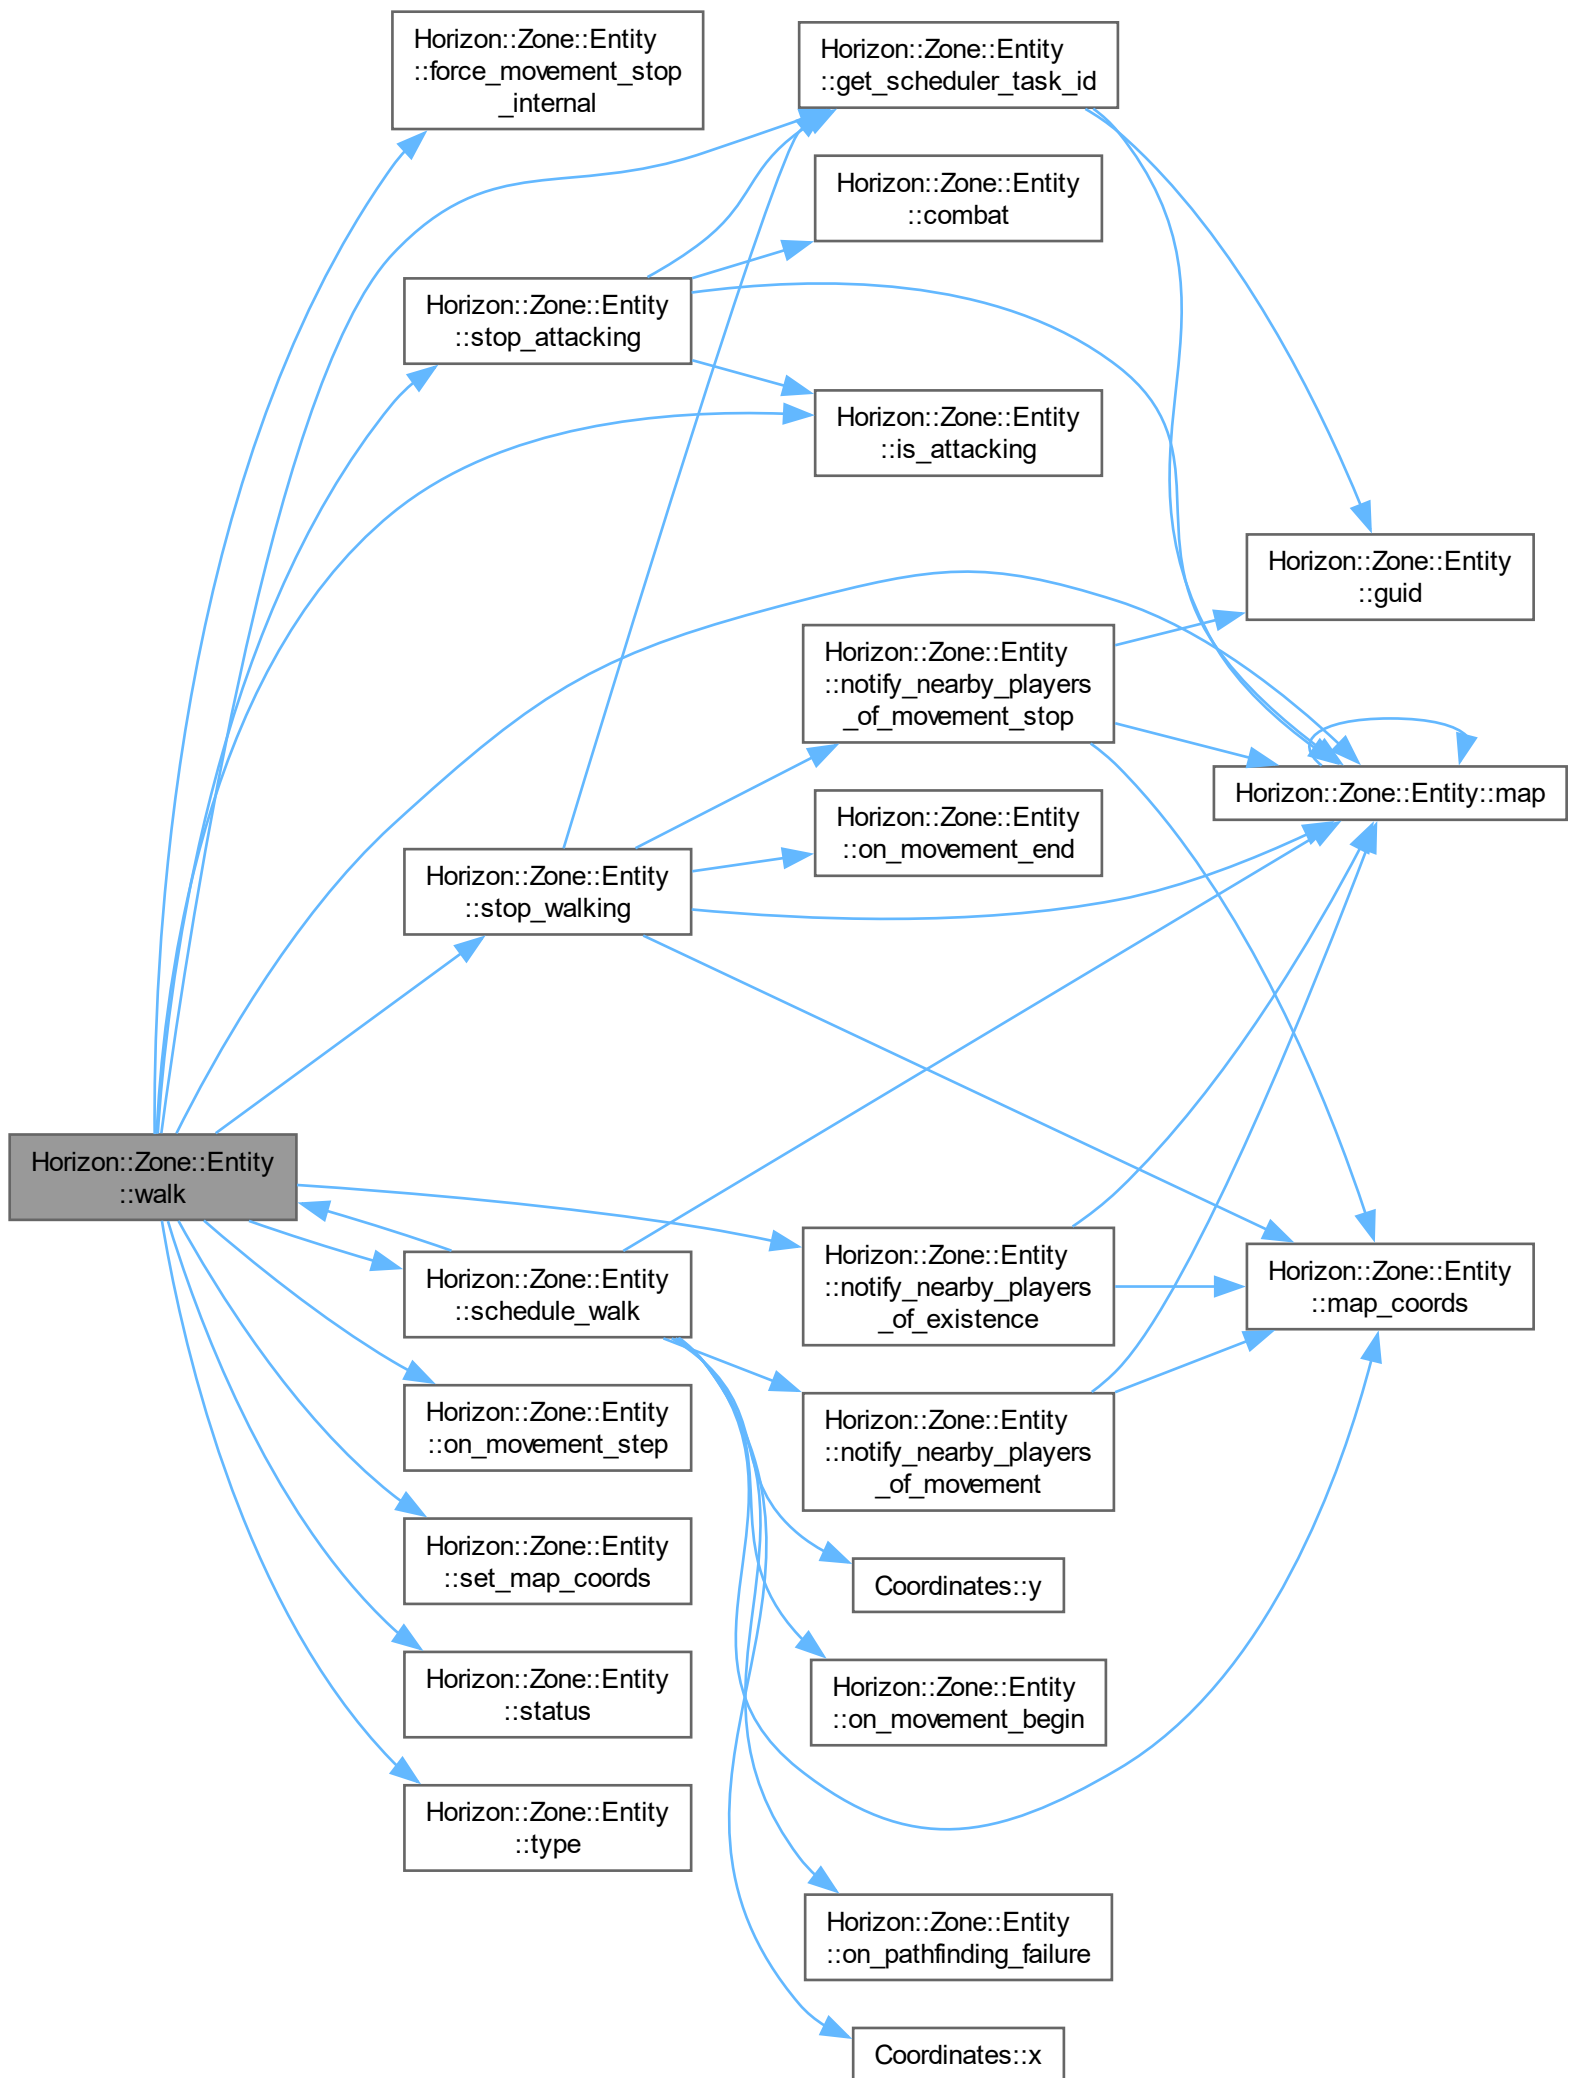 Horizon::Zone::Entity
::force_movement_stop
_internal
Horizon::Zone::Entity
::get_scheduler_task_id
Horizon::Zone::Entity
::combat
Horizon::Zone::Entity
::stop_attacking
Horizon::Zone::Entity
::is_attacking
Horizon::Zone::Entity
::guid
Horizon::Zone::Entity
::notify_nearby_players
_of_movement_stop
Horizon::Zone::Entity::map
Horizon::Zone::Entity
::on_movement_end
Horizon::Zone::Entity
::stop_walking
Horizon::Zone::Entity
::walk
Horizon::Zone::Entity
::notify_nearby_players
_of_existence
Horizon::Zone::Entity
::map_coords
Horizon::Zone::Entity
::schedule_walk
Horizon::Zone::Entity
::on_movement_step
Horizon::Zone::Entity
::notify_nearby_players
_of_movement
Horizon::Zone::Entity
::set_map_coords
Coordinates::y
Horizon::Zone::Entity
::status
Horizon::Zone::Entity
::on_movement_begin
Horizon::Zone::Entity
::type
Horizon::Zone::Entity
::on_pathfinding_failure
Coordinates::x